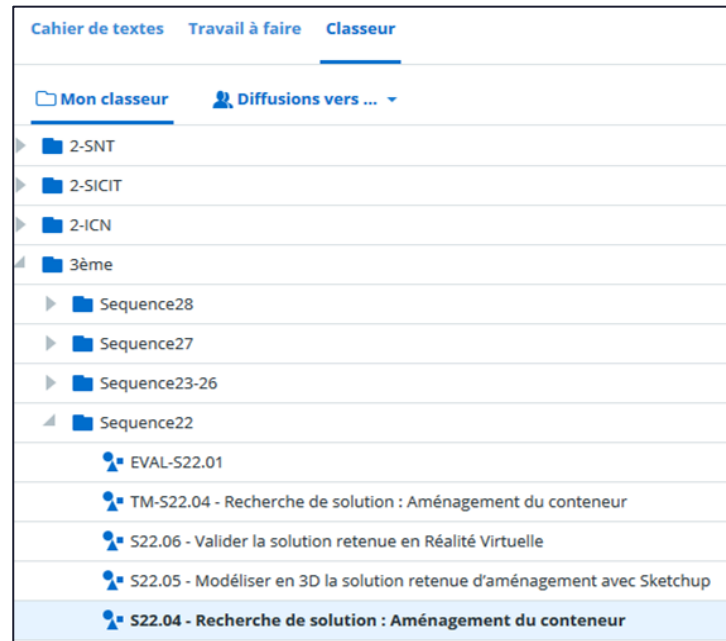 Cahier de textes Travail à faire Classeur
Mon classeur Diffusions vers ...
2-SNT
2-SICIT
2-ICN
3ème
Sequence28
Sequence27
Sequence23-26
Sequence22
EVAL-S22.01
TM-S22.04 - Recherche de solution : Aménagement du conteneur
S22.06 - Valider la solution retenue en Réalité Virtuelle
S22.05 - Modéliser en 3D la solution retenue d’aménagement avec Sketchup
S22.04 - Recherche de solution : Aménagement du conteneur